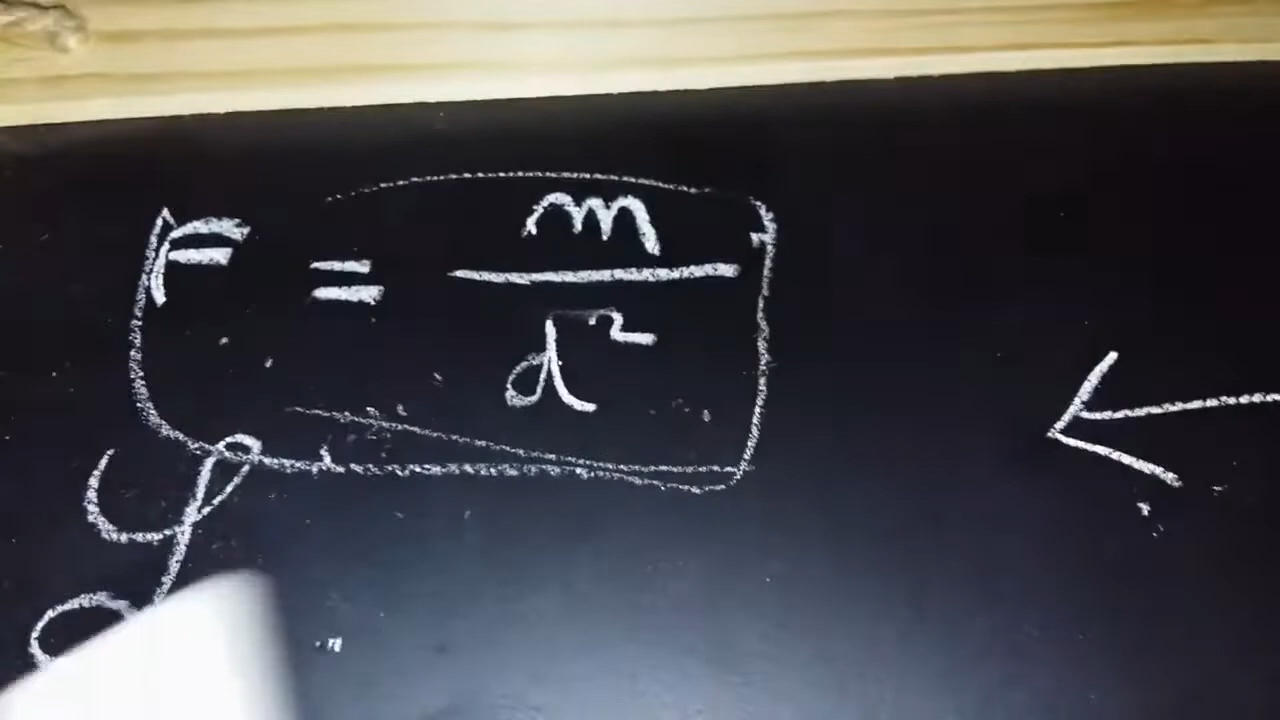 F = m / d²